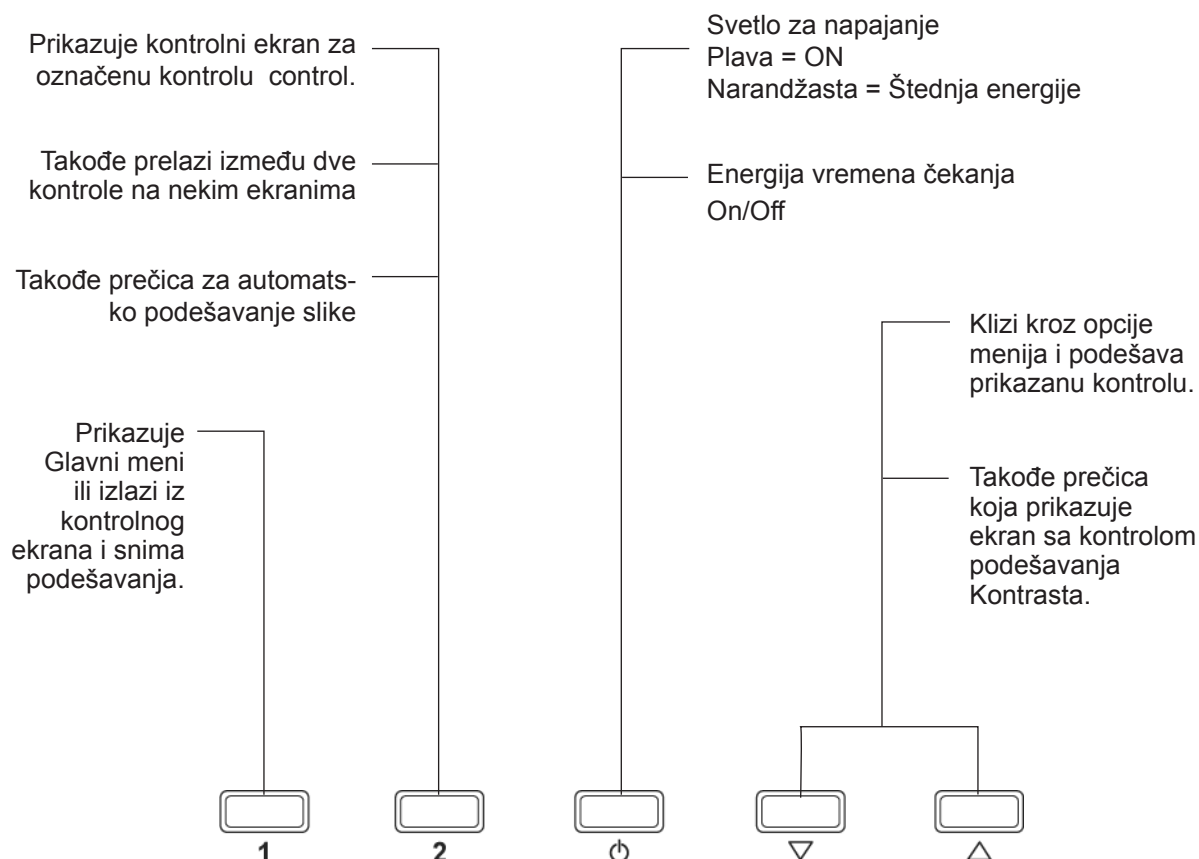 Prikazuje kontrolni ekran za
označenu kontrolu  control.
Takođe prelazi između dve
kontrole na nekim ekranima
Takođe prečica za automats-
ko podešavanje slike
Prikazuje
Glavni meni
ili izlazi iz
kontrolnog
ekrana i snima
podešavanja.
Svetlo za napajanje
Plava = ON
Narandžasta = Štednja energije
Energija vremena čekanja
On/Off
Klizi kroz opcije
menija i podešava
prikazanu kontrolu.
Takođe prečica
koja prikazuje
ekran sa kontrolom
podešavanja
Kontrasta.
1
2